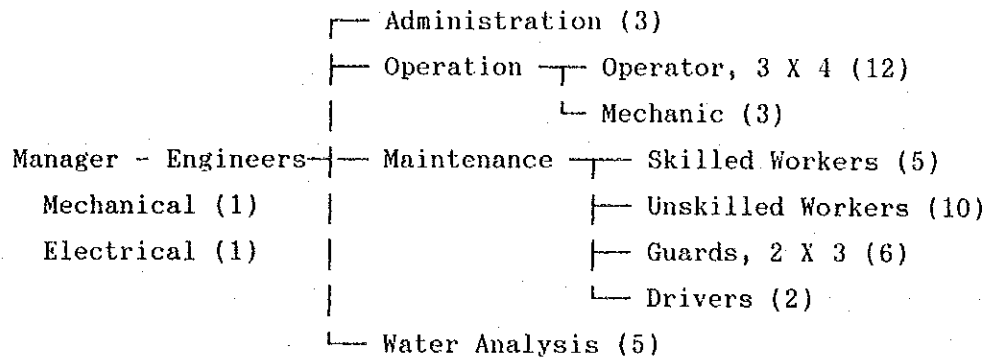 Administration (3)
Operation Operator, 3 X 4 (12)
Mechanic (3)
Manager - Engineers Maintenance Skilled Workers (5)
Mechanical (1) Unskilled Workers (10)
Electrical (1) Guards, 2 X 3 (6)
Drivers (2)
Water Analysis (5)